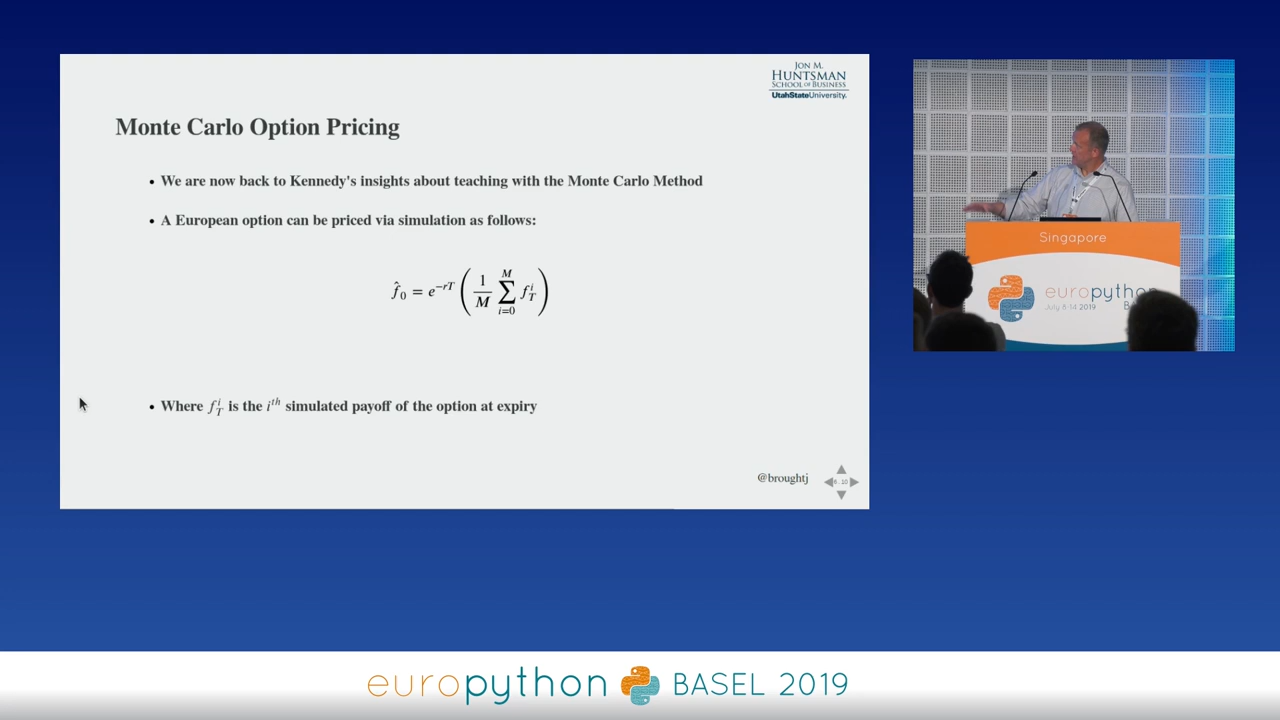 JON M.
HUNTSMAN
SCHOOL OF BUSINESS
UtahStateUniversity.
Monte Carlo Option Pricing
• We are now back to Kennedy's insights about teaching with the Monte Carlo Method
• A European option can be priced via simulation as follows:
f̂₀ = e^{-rT} ( \frac{1}{M} \sum_{i=0}^{M} f_T^i )
• Where f_T^i is the i^{th} simulated payoff of the option at expiry
@broughtj
Singapore
europython
July 8-14 2019
europython BASEL 2019